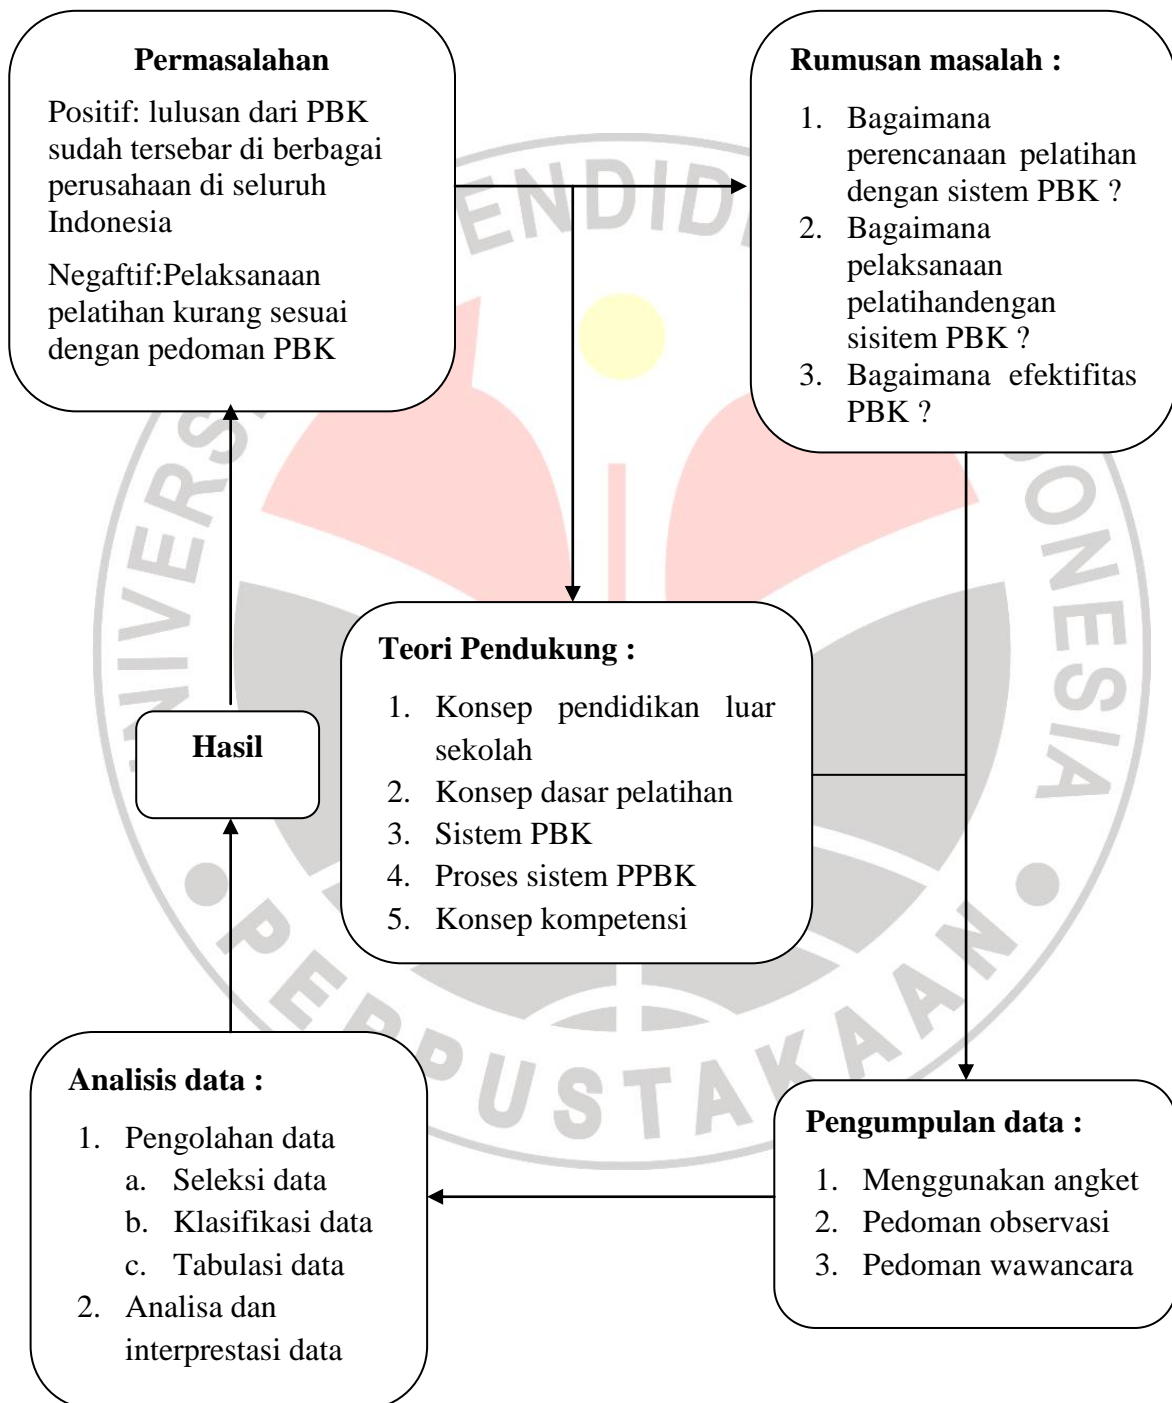 Permasalahan
Positif: lulusan dari PBK
sudah tersebar di berbagai
perusahaan di seluruh
Indonesia
Negaftif:Pelaksanaan
pelatihan kurang sesuai
dengan pedoman PBK
Rumusan masalah :
1. Bagaimana
perencanaan pelatihan
dengan sistem PBK ?
2. Bagaimana
pelaksanaan
pelatihandengan
sisitem PBK ?
3. Bagaimana efektifitas
PBK ?
Teori Pendukung :
1. Konsep pendidikan luar
sekolah
2. Konsep dasar pelatihan
3. Sistem PBK
4. Proses sistem PPBK
5. Konsep kompetensi
Hasil
Analisis data :
1. Pengolahan data
a. Seleksi data
b. Klasifikasi data
c. Tabulasi data
2. Analisa dan
interprestasi data
Pengumpulan data :
1. Menggunakan angket
2. Pedoman observasi
3. Pedoman wawancara
PERPUSTAKAAN